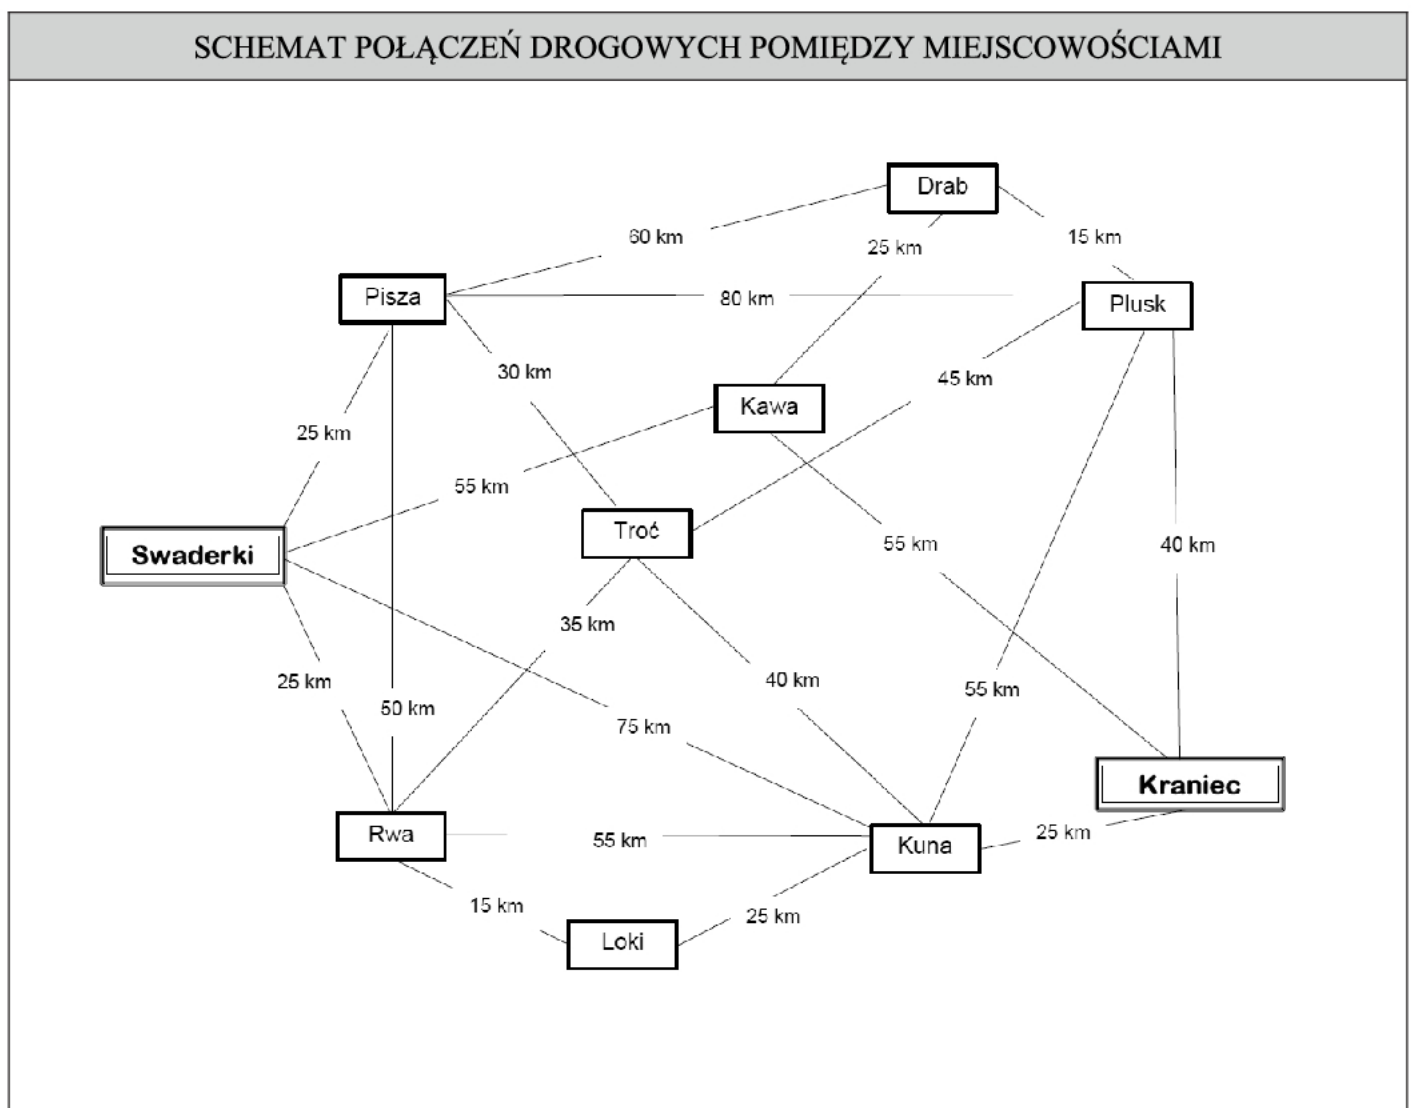 SCHEMAT POŁĄCZEŃ DROGOWYCH POMIĘDZY MIEJSCOWOŚCIAMI
Drab
60 km
25 km
15 km
Pisza
80 km
Plusk
30 km
45 km
Kawa
25 km
55 km
Troć
55 km
40 km
Swaderki
35 km
25 km
40 km
55 km
50 km
75 km
Kraniec
Rwa
55 km
Kuna
25 km
15 km
25 km
Loki